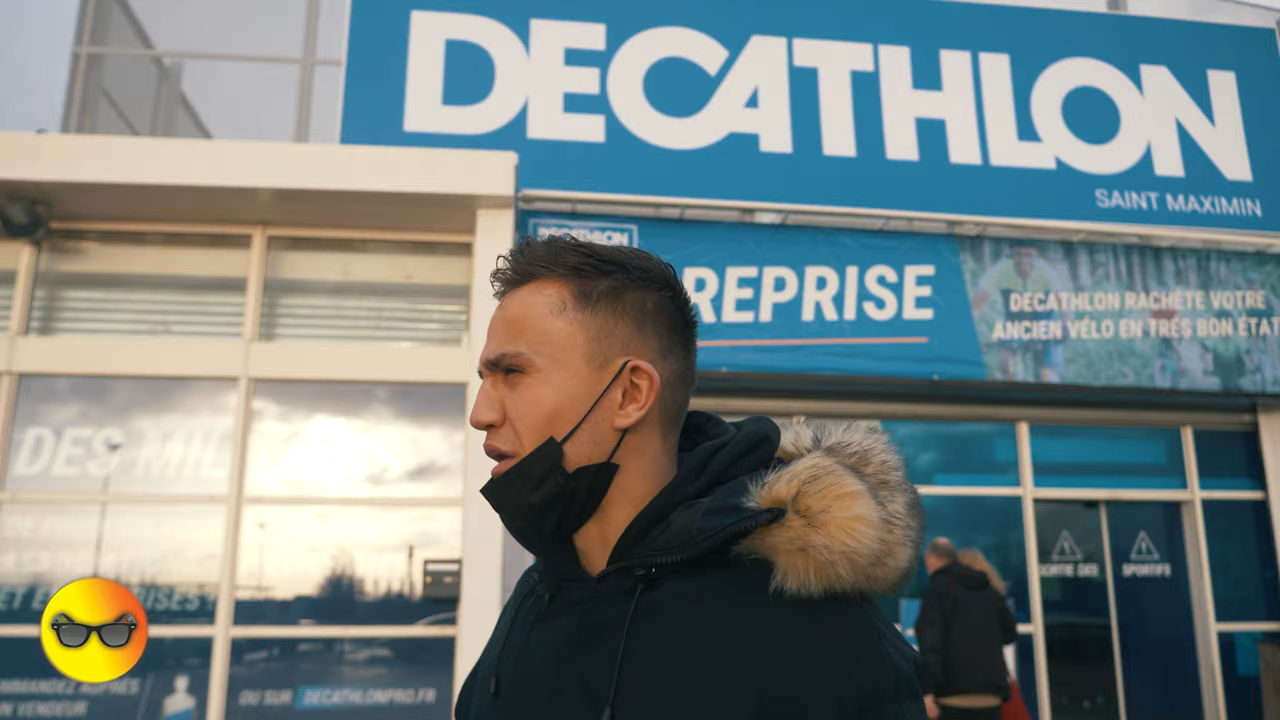 DECATHLON
SAINT MAXIMIN
DECATHLON
REPRISE
DECATHLON RACHÈTE VOTRE
ANCIEN VÉLO EN TRÈS BON ÉTAT
DES MIL
SORTIE DES
SPORTIFS
OU SUR DECATHLONPRO.FR